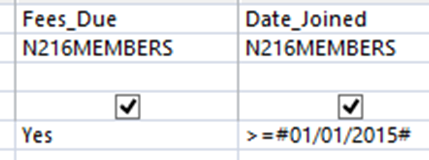 Fees_Due Date_Joined
N216MEMBERS N216MEMBERS
Yes >=#01/01/2015#